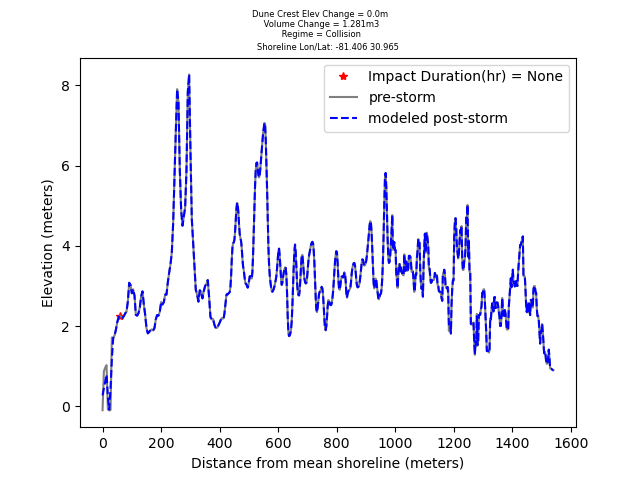 Dune Crest Elev Change = 0.0m
Volume Change = 1.281m3
Regime = Collision
Shoreline Lon/Lat: -81.406 30.965
Impact Duration(hr) = None
pre-storm
modeled post-storm
Elevation (meters)
8
6
4
2
0
0 200 400 600 800 1000 1200 1400 1600
Distance from mean shoreline (meters)